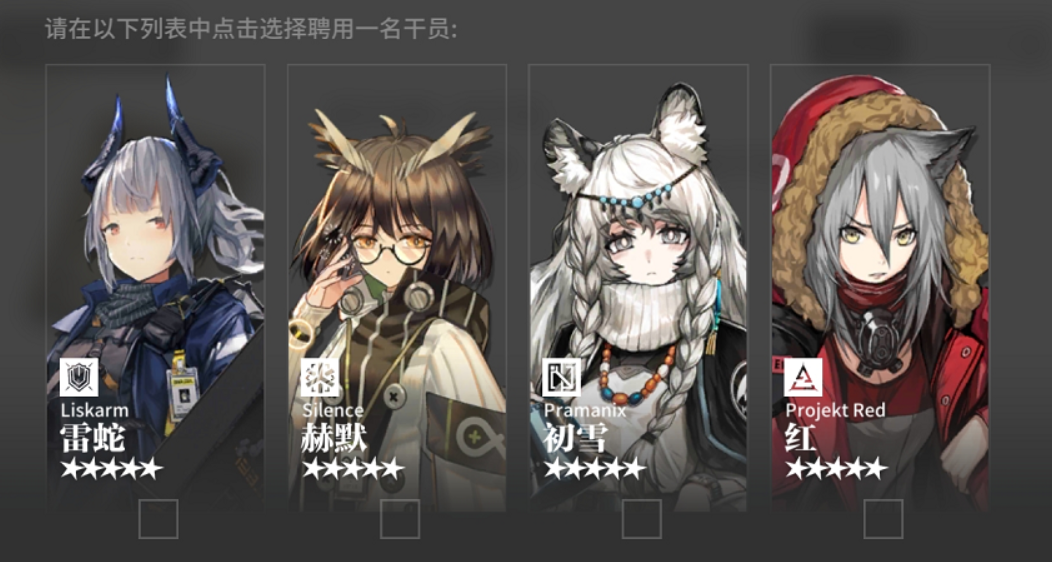 请在以下列表中点击选择聘用一名干员:
Liskarm
雷蛇
★★★★★
Silence
赫默
★★★★★
Pramanix
初雪
★★★★★
Projekt Red
红
★★★★★